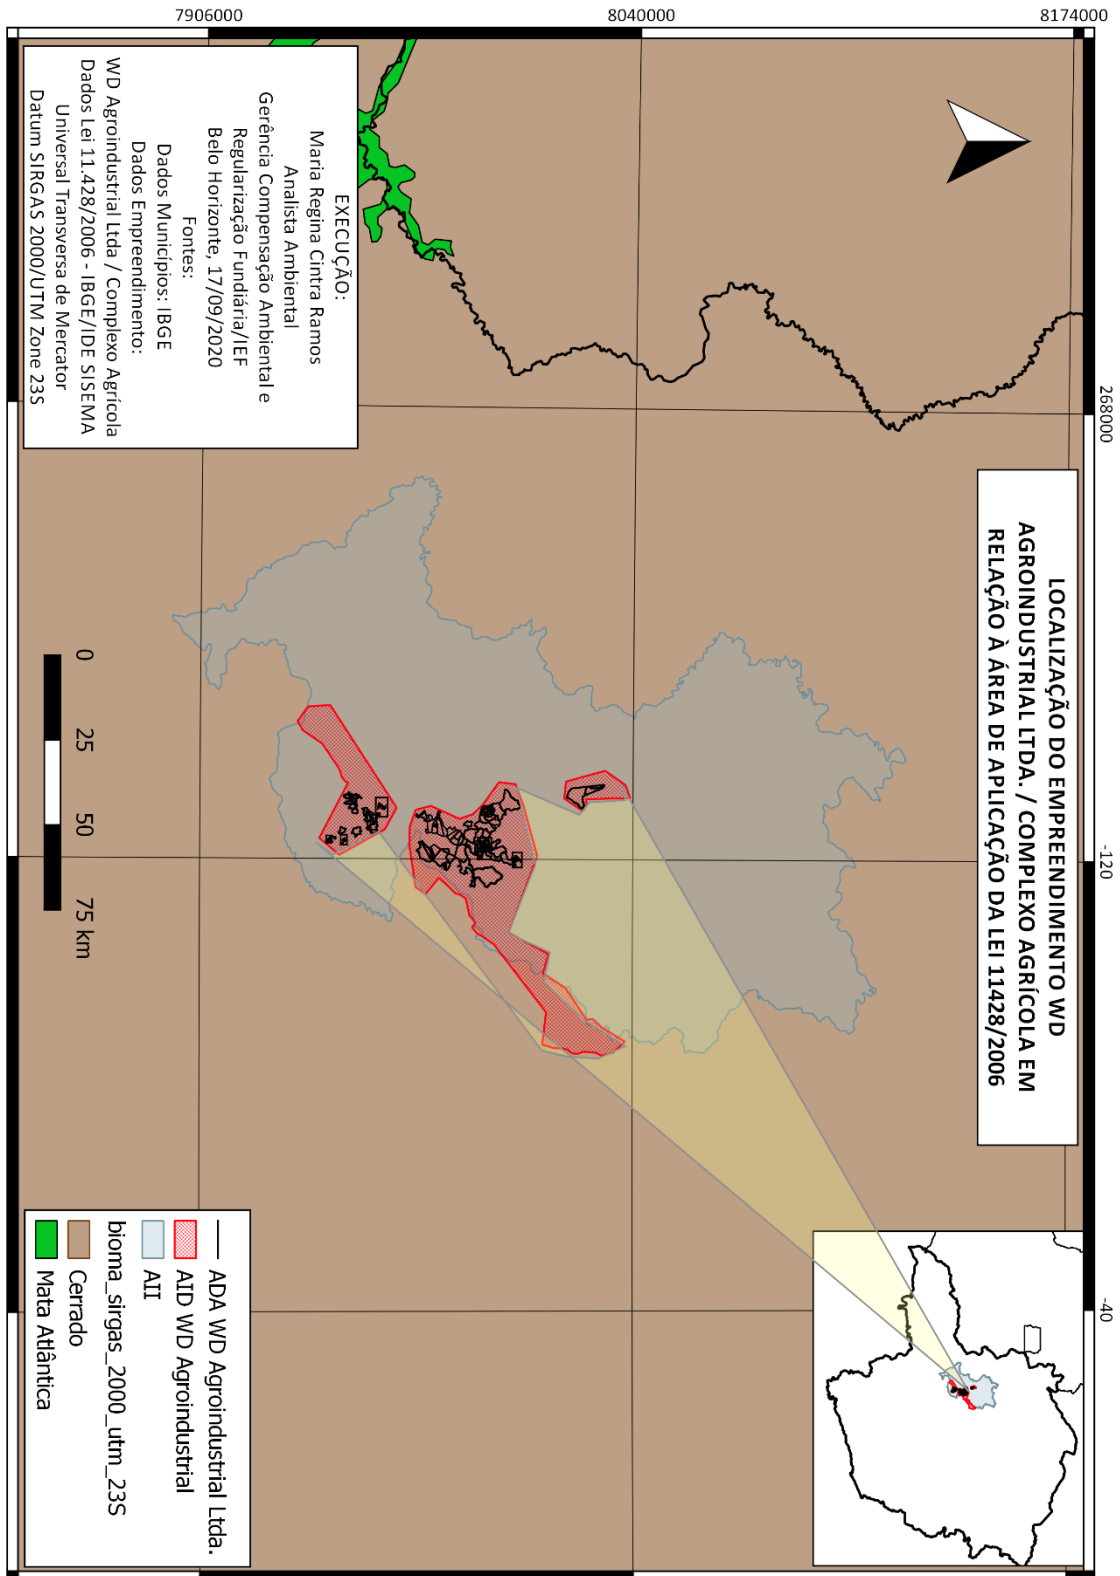 LOCALIZAÇÃO DO EMPREENDIMENTO WD
AGROINDUSTRIAL LTDA. / COMPLEXO AGRÍCOLA EM
RELAÇÃO À ÁREA DE APLICAÇÃO DA LEI 11428/2006
268000
-120
-40
8174000
8040000
7906000
EXECUÇÃO:
Maria Regina Cintra Ramos
Analista Ambiental
Gerência Compensação Ambiental e
Regularização Fundiária/IEF
Belo Horizonte, 17/09/2020
Fontes:
Dados Municípios: IBGE
Dados Empreendimento:
WD Agroindustrial Ltda / Complexo Agrícola
Dados Lei 11.428/2006 - IBGE/IDE SISEMA
Universal Transversa de Mercator
Datum SIRGAS 2000/UTM Zone 23S
0 25 50 75 km
ADA WD Agroindustrial Ltda.
AID WD Agroindustrial
AII
bioma_sirgas_2000_utm_23S
Cerrado
Mata Atlântica